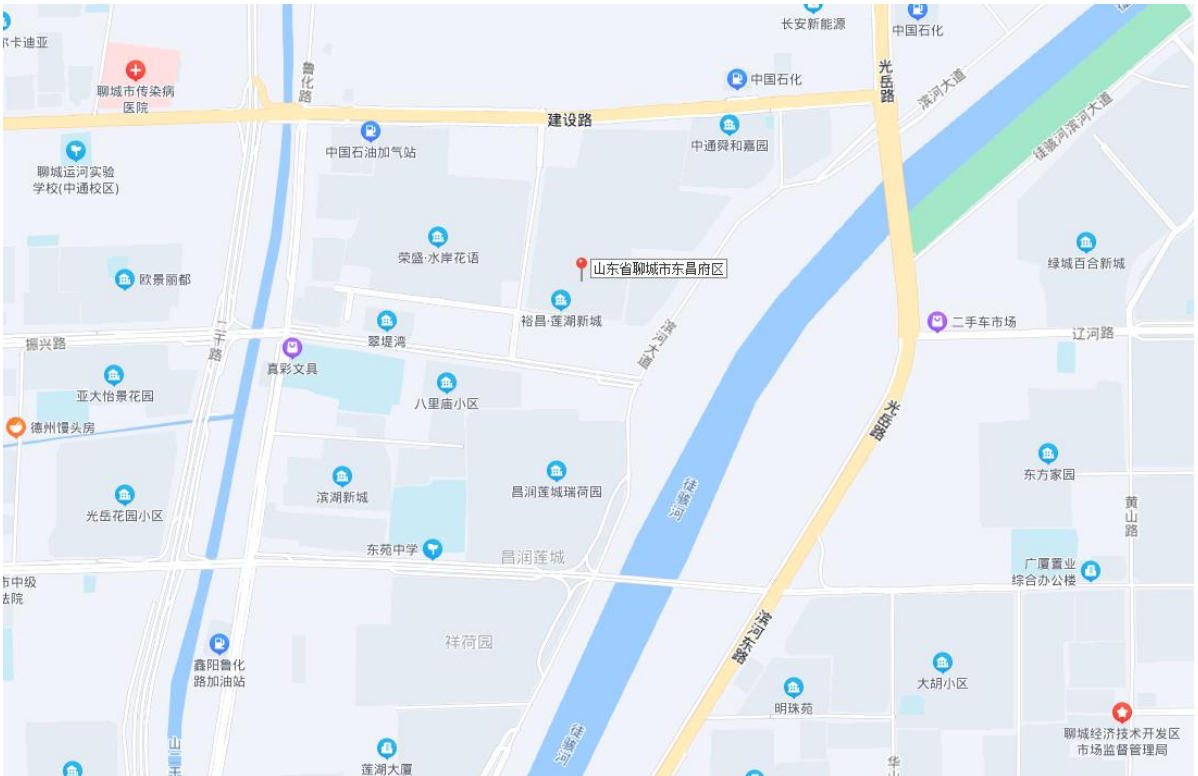 长安新能源
中国石化
尔卡迪亚
聊城市传染病
医院
鲁化路
中国石化
光岳路
滨河大道
建设路
中国石油加气站
中通舜和嘉园
徒骇河滨河大道
聊城运河实验
学校(中通校区)
荣盛·水岸花语
山东省聊城市东昌府区
绿城百合新城
欧景丽都
裕昌·莲湖新城
二手车市场
辽河路
振兴路
二干路
翠堤湾
滨河大道
真彩文具
亚大怡景花园
八里庙小区
光岳路
德州馒头房
昌润莲城瑞荷园
徒骇河
东方家园
滨湖新城
光岳花园小区
黄山路
东苑中学
昌润莲城
广厦置业
综合办公楼
市中级
法院
滨河东路
祥荷园
鑫阳鲁化
路加油站
大胡小区
明珠苑
聊城经济技术开发区
市场监督管理局
徒骇河
莲湖大厦